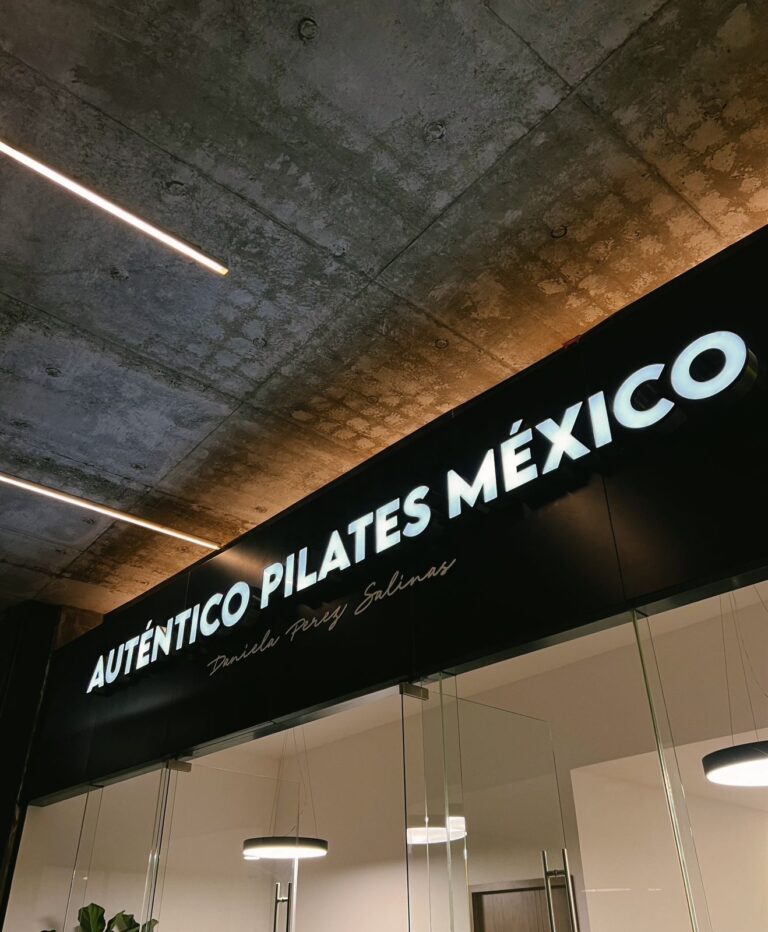 AUTÉNTICO PILATES MÉXICO
Daniela Perez Salinas